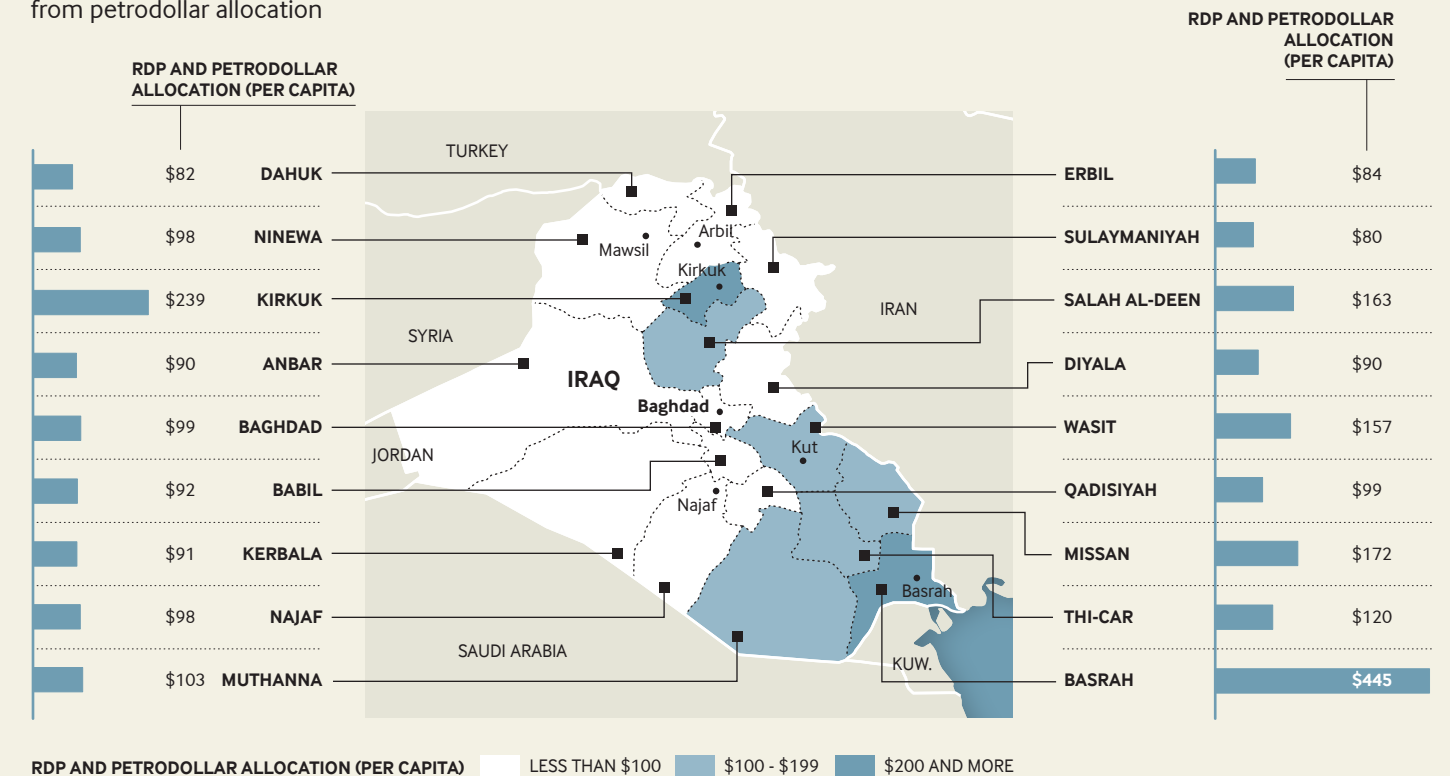 from petrodollar allocation
RDP AND PETRODOLLAR
ALLOCATION (PER CAPITA)
$82 DAHUK
$98 NINEWA
$239 KIRKUK
$90 ANBAR
$99 BAGHDAD
$92 BABIL
$91 KERBALA
$98 NAJAF
$103 MUTHANNA
TURKEY
Arbil
Mawsil
Kirkuk
IRAN
SYRIA
IRAQ
Baghdad
Kut
JORDAN
Najaf
Basrah
SAUDI ARABIA
KUW.
RDP AND PETRODOLLAR
ALLOCATION
(PER CAPITA)
ERBIL $84
SULAYMANIYAH $80
SALAH AL-DEEN $163
DIYALA $90
WASIT $157
QADISIYAH $99
MISSAN $172
THI-CAR $120
BASRAH $445
RDP AND PETRODOLLAR ALLOCATION (PER CAPITA) LESS THAN $100 $100 - $199 $200 AND MORE